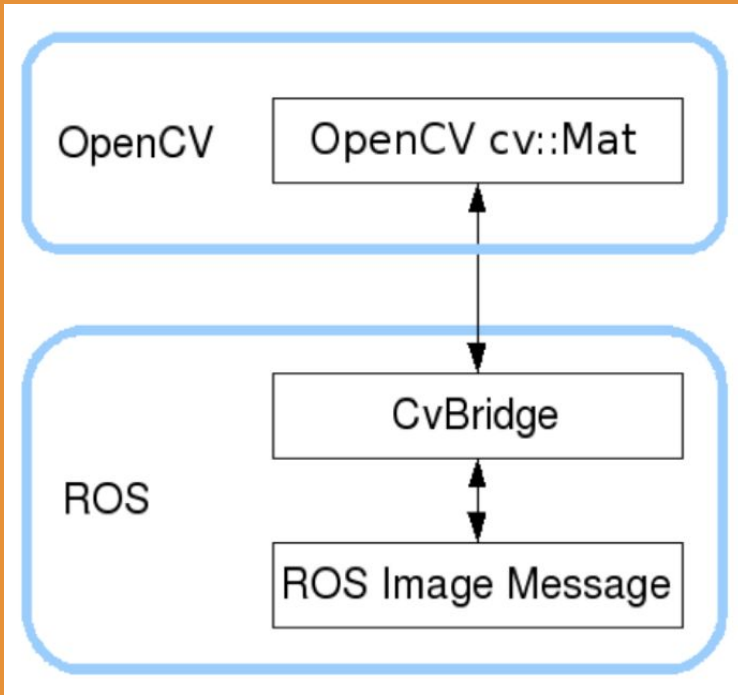 OpenCV
OpenCV cv::Mat
CvBridge
ROS
ROS Image Message